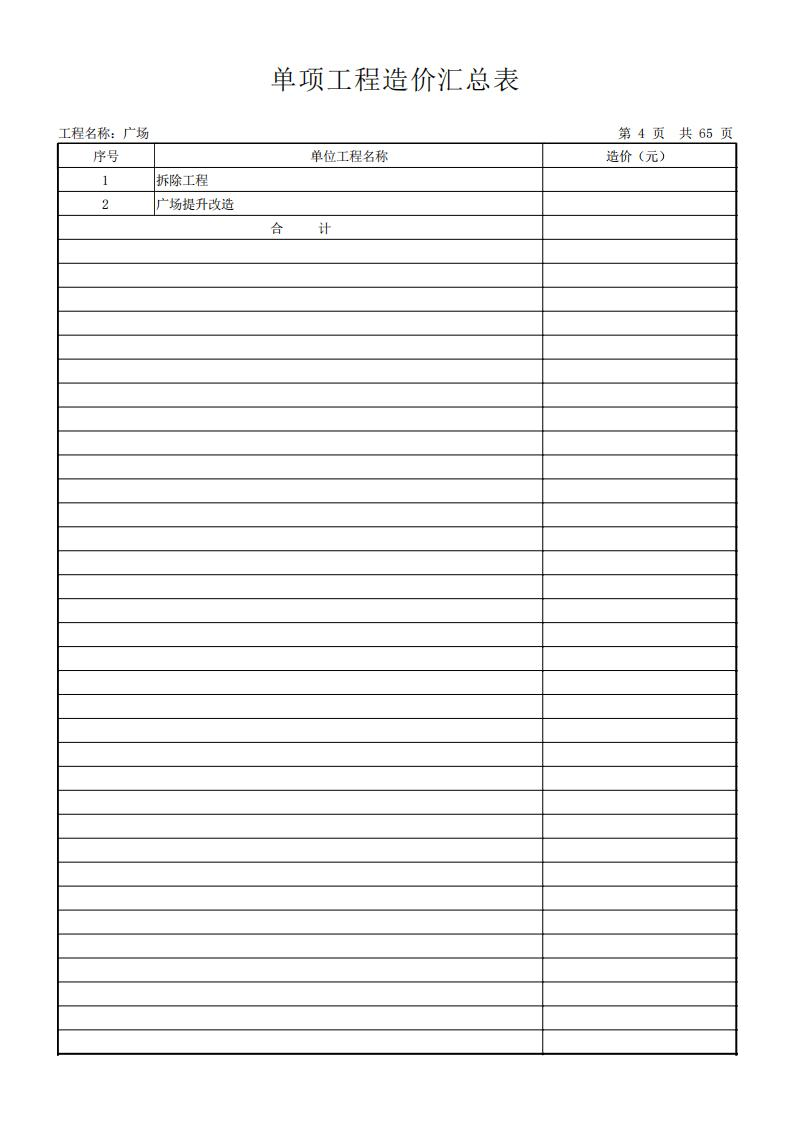 单项工程造价汇总表
工程名称：广场 第 4 页 共 65 页
序号 单位工程名称 造价（元）
1 拆除工程
2 广场提升改造
合 计